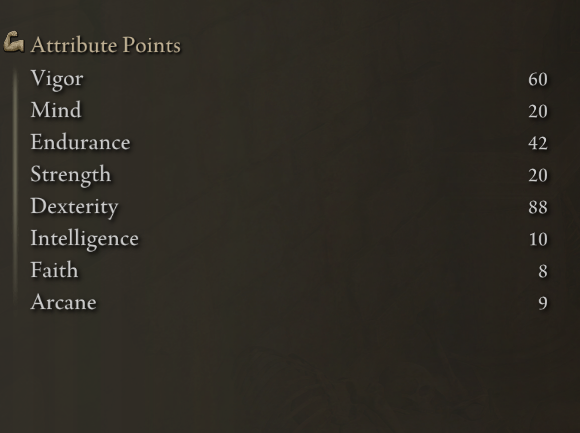 Attribute Points
Vigor 60
Mind 20
Endurance 42
Strength 20
Dexterity 88
Intelligence 10
Faith 8
Arcane 9